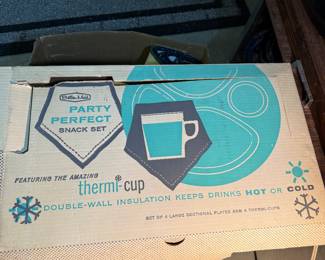 PARTY
PERFECT
SNACK SET
FEATURING THE AMAZING
thermi-cup
DOUBLE-WALL INSULATION KEEPS DRINKS HOT OR COLD
SET OF 4 LARGE SECTIONAL PLATES AND 4 THERMI-CUPS